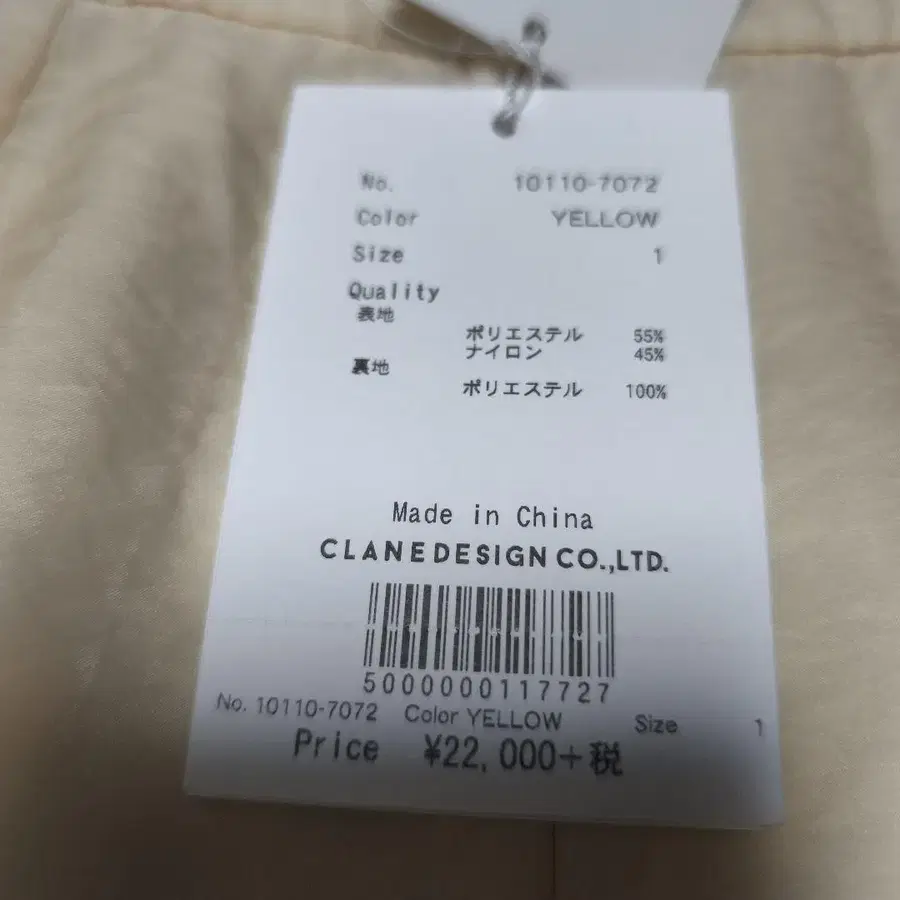 No. 10110-7072
Color YELLOW
Size 1
Quality
表地
ポリエステル 55%
ナイロン 45%
裏地
ポリエステル 100%
Made in China
CLANE DESIGN CO.,LTD.
5000000117727
No. 10110-7072 Color YELLOW Size 1
Price ¥22,000+税